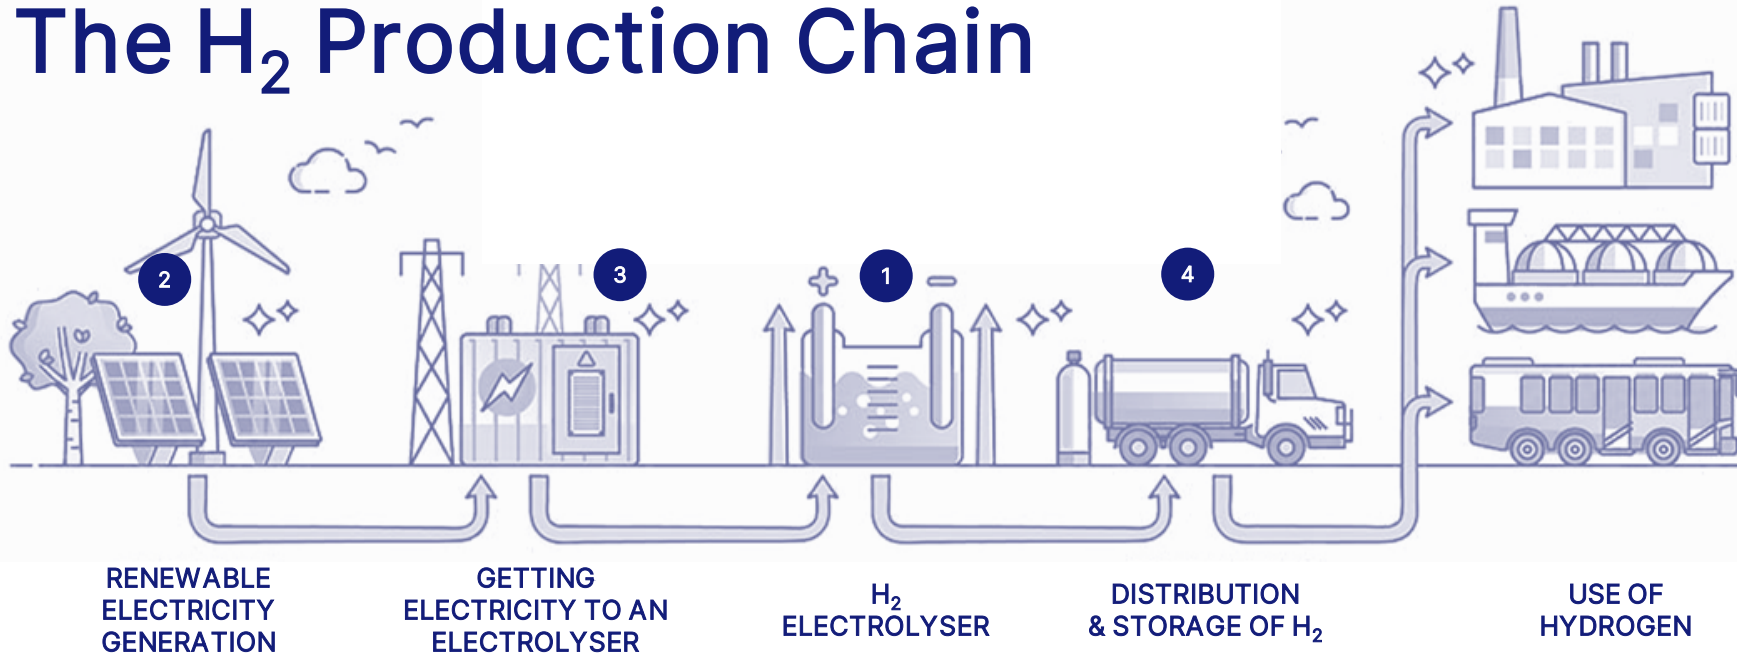 The H₂ Production Chain
2
3
1
4
RENEWABLE
ELECTRICITY
GENERATION
GETTING
ELECTRICITY TO AN
ELECTROLYSER
H₂
ELECTROLYSER
DISTRIBUTION
& STORAGE OF H₂
USE OF
HYDROGEN